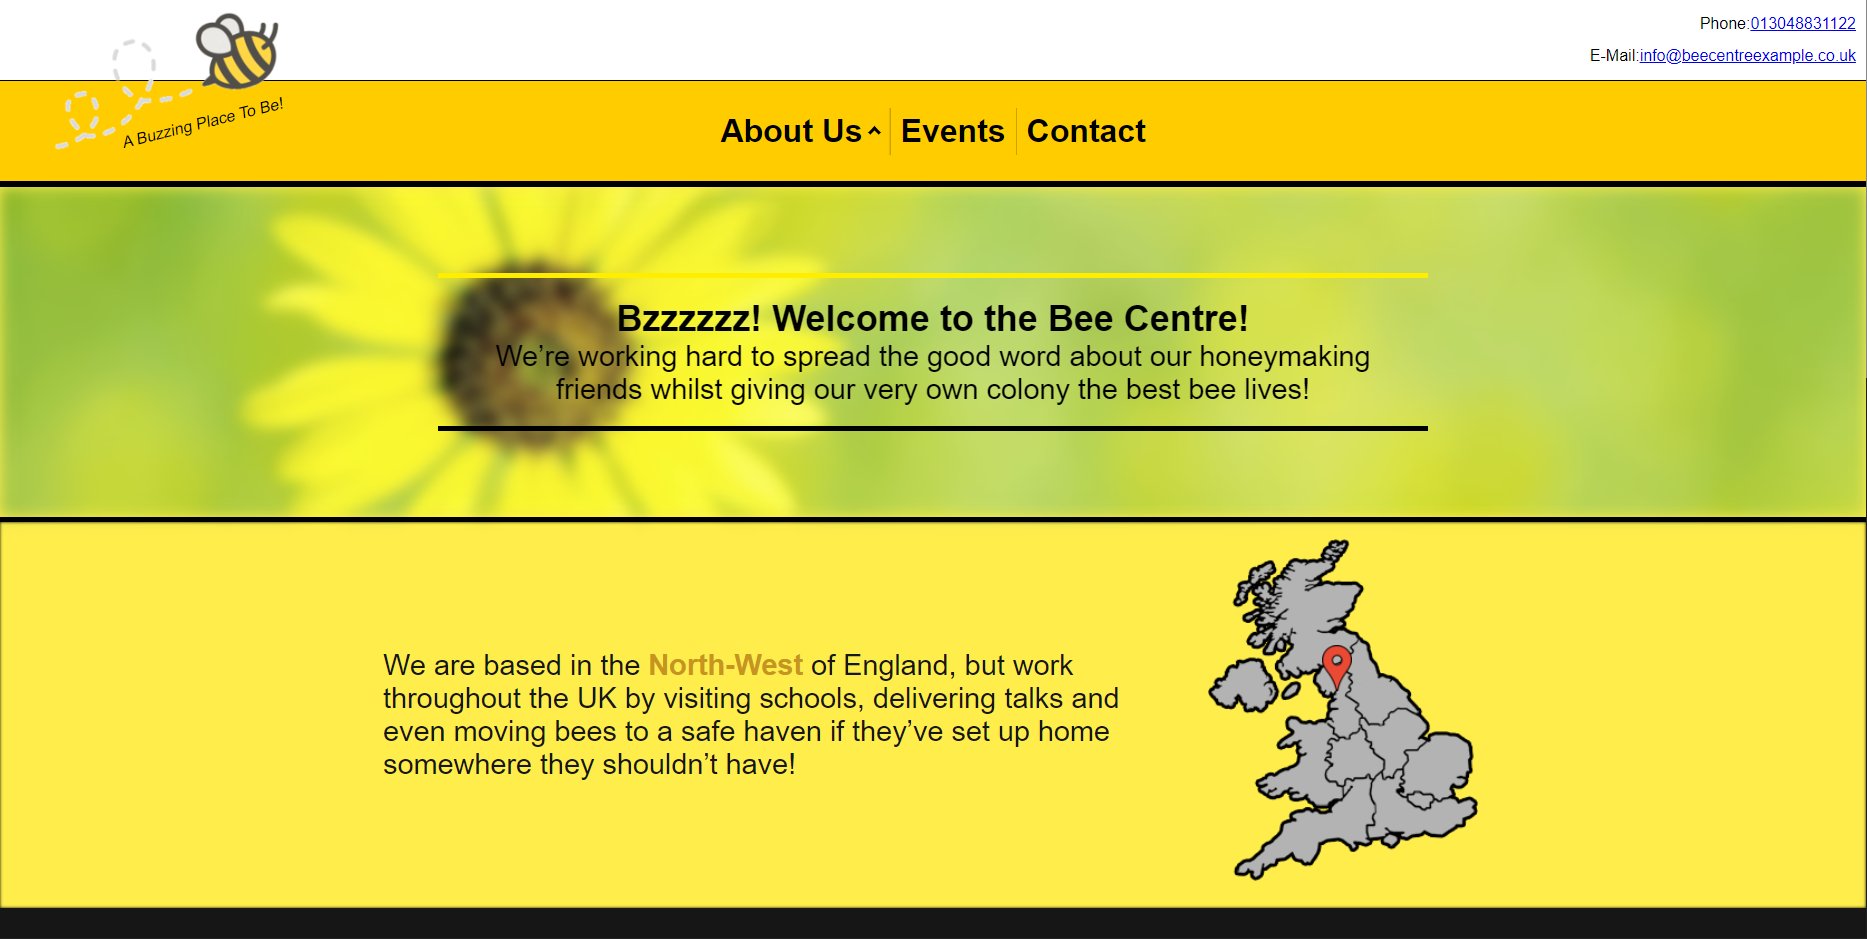 Phone:013048831122
E-Mail:info@beecentreexample.co.uk
A Buzzing Place To Be!
About Us
Events
Contact
Bzzzzzz! Welcome to the Bee Centre!
We’re working hard to spread the good word about our honeymaking
friends whilst giving our very own colony the best bee lives!
We are based in the North-West of England, but work
throughout the UK by visiting schools, delivering talks and
even moving bees to a safe haven if they’ve set up home
somewhere they shouldn’t have!